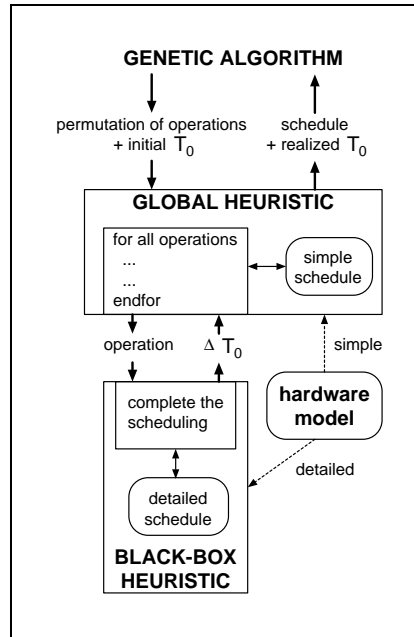 GENETIC ALGORITHM
permutation of operations
+ initial T₀
schedule
+ realized T₀
GLOBAL HEURISTIC
for all operations
...
...
endfor
simple
schedule
operation
Δ T₀
simple
complete the
scheduling
hardware
model
detailed
detailed
schedule
BLACK-BOX
HEURISTIC